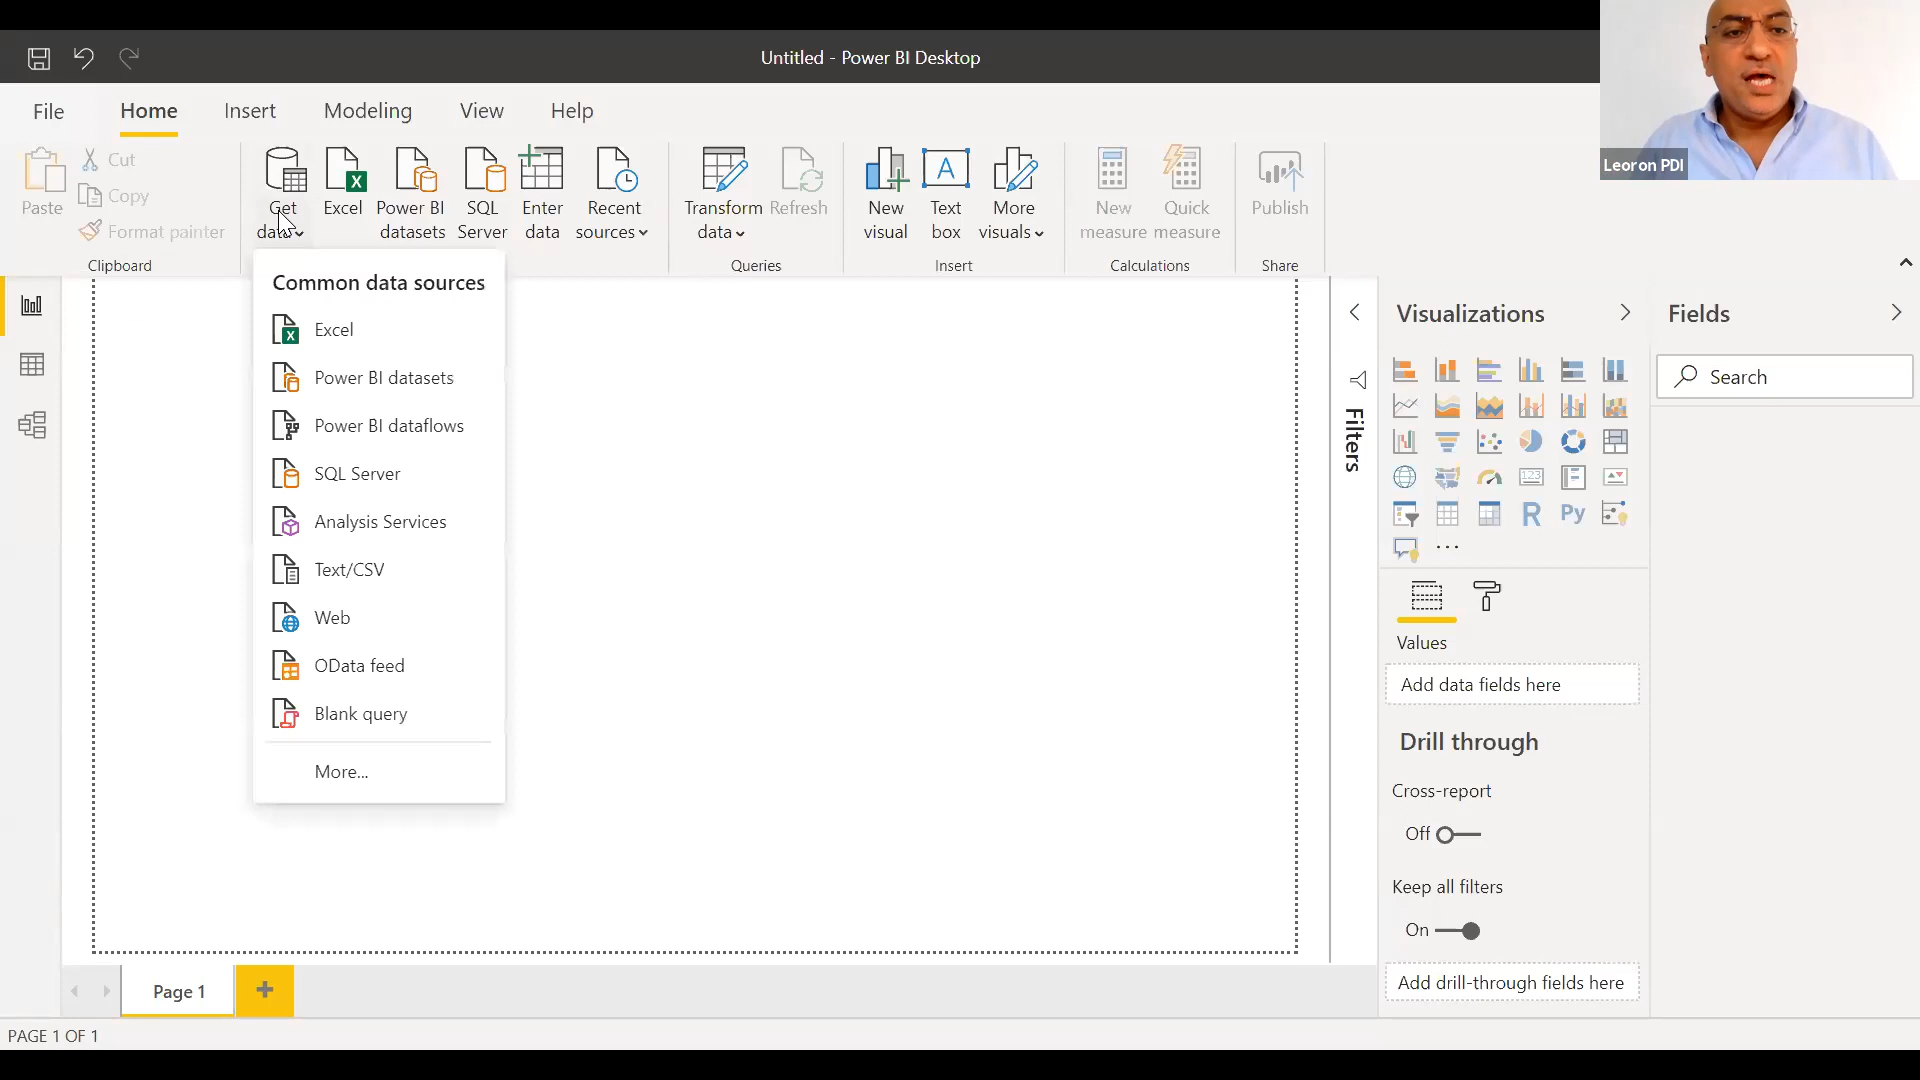 Untitled - Power BI Desktop
Leoron PDI
File
Home
Insert
Modeling
View
Help
Paste
Cut
Copy
Format painter
Clipboard
Get
data
Excel
Power BI
datasets
SQL
Server
Enter
data
Recent
sources
Transform
data
Refresh
Queries
New
visual
Text
box
More
visuals
Insert
New
measure
Quick
measure
Calculations
Publish
Share
Common data sources
Excel
Power BI datasets
Power BI dataflows
SQL Server
Analysis Services
Text/CSV
Web
OData feed
Blank query
More...
Filters
Visualizations
123
R
Py
Values
Add data fields here
Drill through
Cross-report
Off
Keep all filters
On
Add drill-through fields here
Fields
Search
Page 1
PAGE 1 OF 1